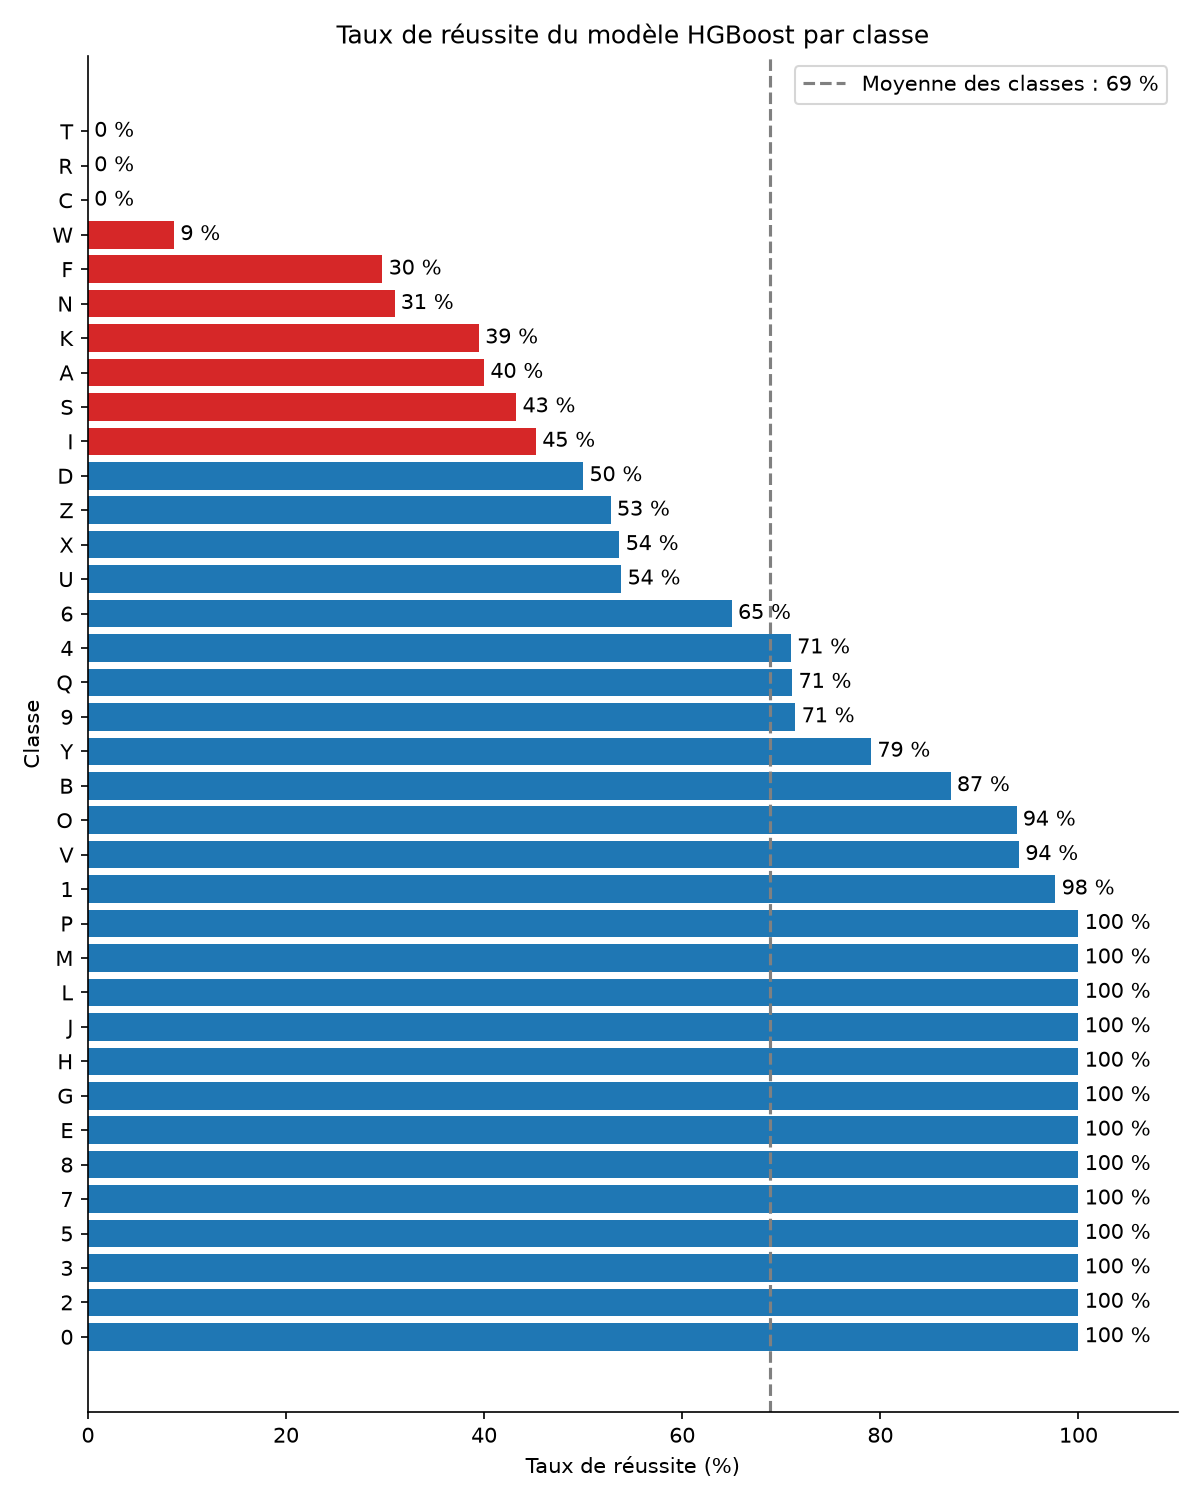 Taux de réussite du modèle HGBoost par classe
Moyenne des classes : 69 %
T 0 %
R 0 %
C 0 %
W 9 %
F 30 %
N 31 %
K 39 %
A 40 %
S 43 %
I 45 %
D 50 %
Z 53 %
X 54 %
U 54 %
6 65 %
4 71 %
Q 71 %
9 71 %
Y 79 %
B 87 %
O 94 %
V 94 %
1 98 %
P 100 %
M 100 %
L 100 %
J 100 %
H 100 %
G 100 %
E 100 %
8 100 %
7 100 %
5 100 %
3 100 %
2 100 %
0 100 %
Classe
0 20 40 60 80 100
Taux de réussite (%)